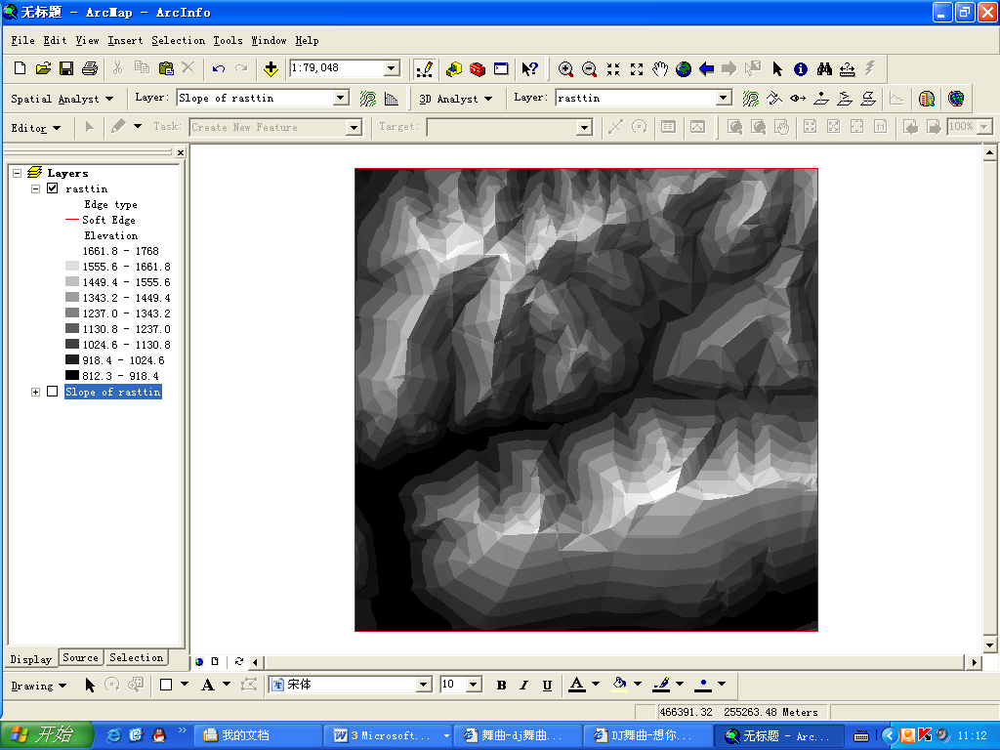 无标题 - ArcMap - ArcInfo
File Edit View Insert Selection Tools Window Help
1:79,048
Spatial Analyst Layer: Slope of rasttin 3D Analyst Layer: rasttin
Editor Task: Create New Feature Target: 1:1 100%
Layers
rasttin
Edge type
Soft Edge
Elevation
1661.8 - 1768
1555.6 - 1661.8
1449.4 - 1555.6
1343.2 - 1449.4
1237.0 - 1343.2
1130.8 - 1237.0
1024.6 - 1130.8
918.4 - 1024.6
812.3 - 918.4
Slope of rasttin
Display Source Selection
Drawing A 宋体 10 B I U A
466391.32 255263.48 Meters
开始 我的文档 3 Microsoft... 舞曲-dj舞曲... DJ舞曲-想你... 无标题 - Arc... 11:12